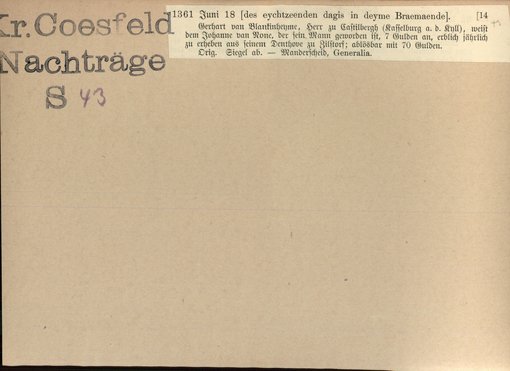 Kr. Coesfeld
Nachträge
S 43
1361 Juni 18 [des eychtzeenden dagis in deyme Braemaende]. [14
Gerhart van Blankinheyme, Herr zu Castilbergh (Kasselburg a. d. Kyll), weist
dem Johanne van None, der sein Mann geworden ist, 7 Gulden an, erblich jährlich
zu erheben aus seinem Denthove zu Zilstorf; ablösbar mit 70 Gulden.
Orig. Siegel ab. — Manderscheid, Generalia.